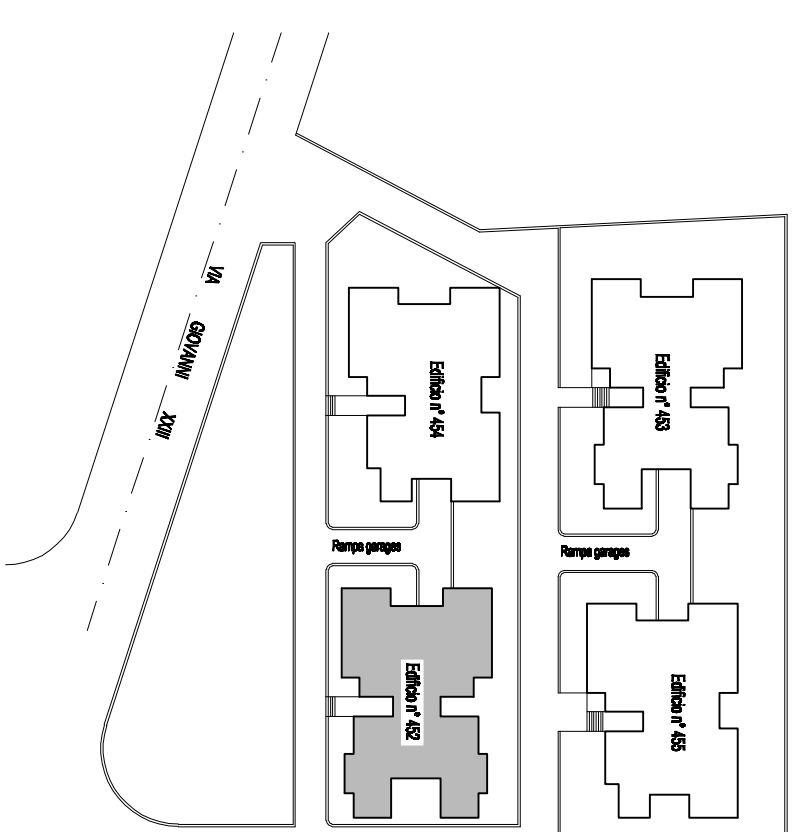 VIA GIOVANNI XXIII
Edificio n° 454
Edificio n° 453
Rampa garages
Rampa garages
Edificio n° 452
Edificio n° 455